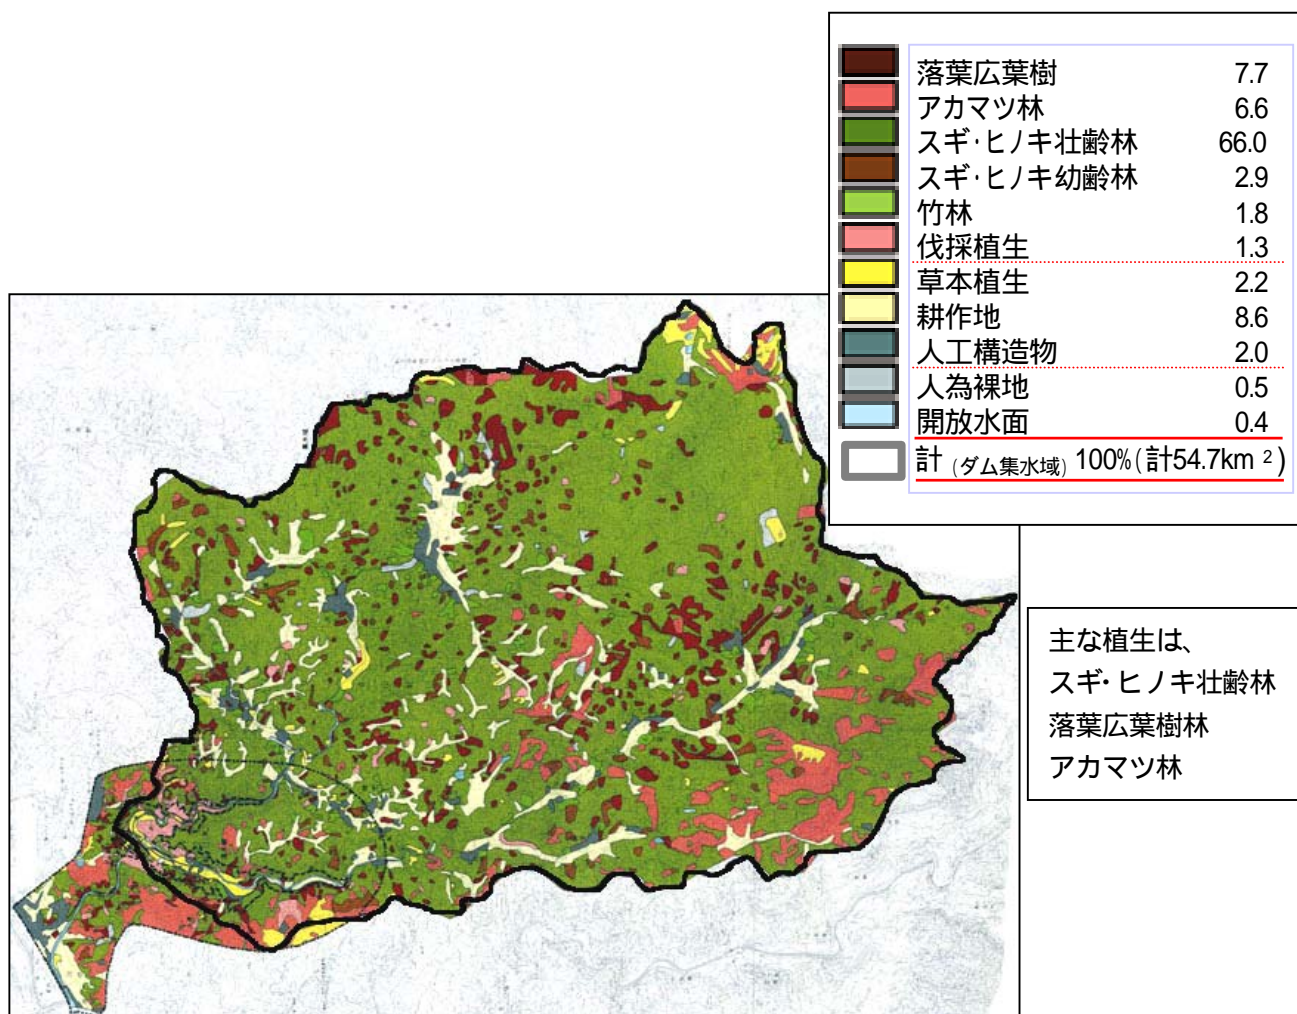 落葉広葉樹 7.7
アカマツ林 6.6
スギ･ヒノキ壮齢林 66.0
スギ･ヒノキ幼齢林 2.9
竹林 1.8
伐採植生 1.3
草本植生 2.2
耕作地 8.6
人工構造物 2.0
人為裸地 0.5
開放水面 0.4
計 (ダム集水域) 100% (計54.7km ²)
主な植生は、
スギ･ヒノキ壮齢林
落葉広葉樹林
アカマツ林